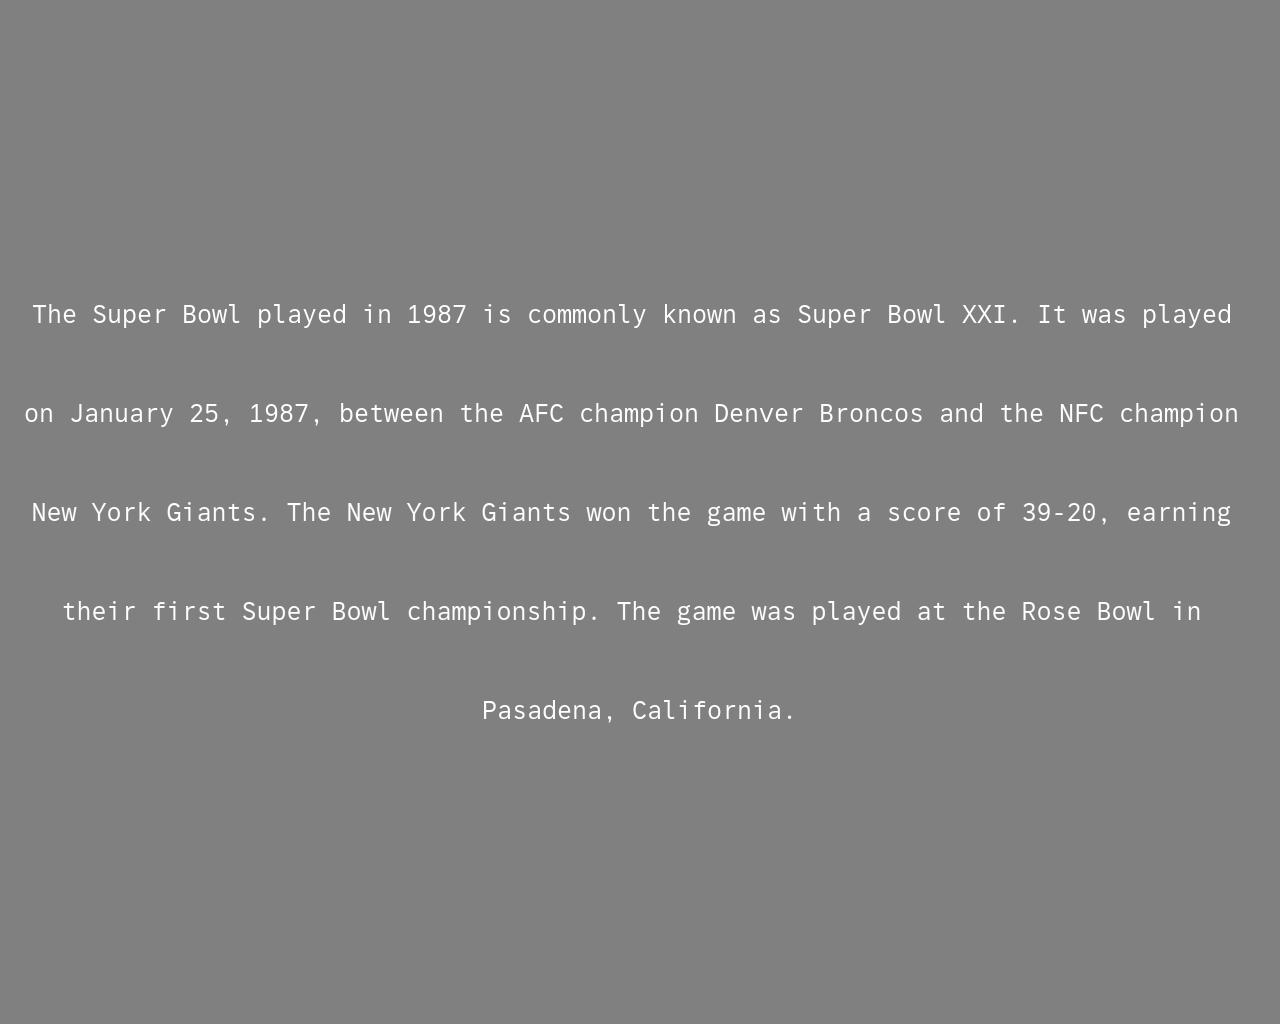 The Super Bowl played in 1987 is commonly known as Super Bowl XXI. It was played
on January 25, 1987, between the AFC champion Denver Broncos and the NFC champion
New York Giants. The New York Giants won the game with a score of 39-20, earning
their first Super Bowl championship. The game was played at the Rose Bowl in
Pasadena, California.